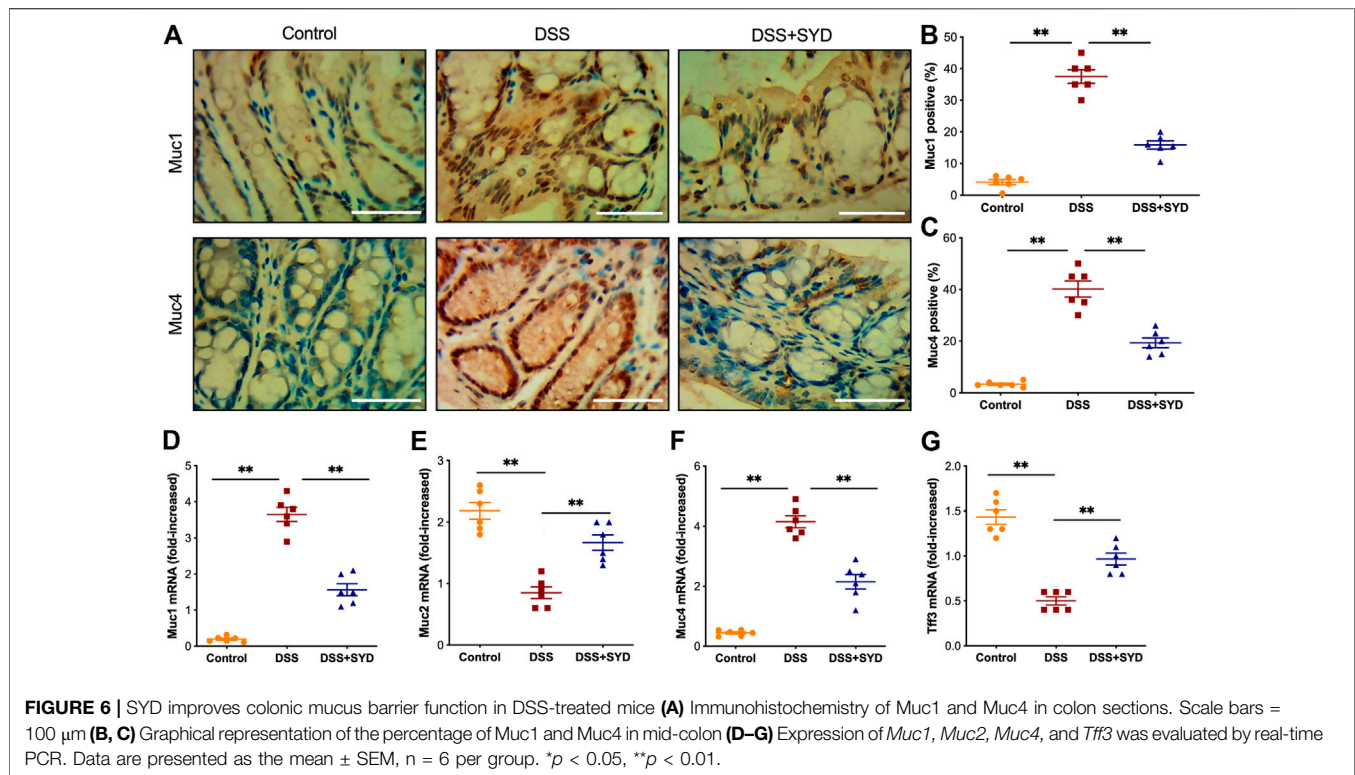 A
Control
DSS
DSS+SYD
Muc1
Muc4
B
Muc1 positive (%)
50
40
30
20
10
0
** **
Control DSS DSS+SYD
C
Muc4 positive (%)
60
40
20
0
** **
Control DSS DSS+SYD
D
Muc1 mRNA (fold-increased)
5
4
3
2
1
0
** **
Control DSS DSS+SYD
E
Muc2 mRNA (fold-increased)
3
2
1
0
**
**
Control DSS DSS+SYD
F
Muc4 mRNA (fold-increased)
6
4
2
0
** **
Control DSS DSS+SYD
G
Tff3 mRNA (fold-increased)
2.0
1.5
1.0
0.5
0.0
**
**
Control DSS DSS+SYD
FIGURE 6 | SYD improves colonic mucus barrier function in DSS-treated mice (A) Immunohistochemistry of Muc1 and Muc4 in colon sections. Scale bars =
100 μm (B, C) Graphical representation of the percentage of Muc1 and Muc4 in mid-colon (D–G) Expression of Muc1, Muc2, Muc4, and Tff3 was evaluated by real-time
PCR. Data are presented as the mean ± SEM, n = 6 per group. *p < 0.05, **p < 0.01.